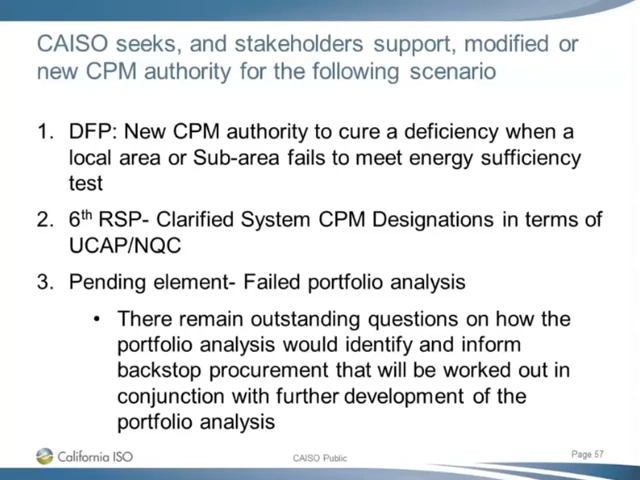 Page 57
CAISO seeks, and stakeholders support, modified or
new CPM authority for the following scenario
1. DFP: New CPM authority to cure a deficiency when a
local area or Sub-area fails to meet energy sufficiency
test
2. 6th RSP- Clarified System CPM Designations in terms of
UCAP/NQC
3. Pending element- Failed portfolio analysis
• There remain outstanding questions on how the
portfolio analysis would identify and inform
backstop procurement that will be worked out in
conjunction with further development of the
portfolio analysis
California ISO
CAISO Public
Page 57